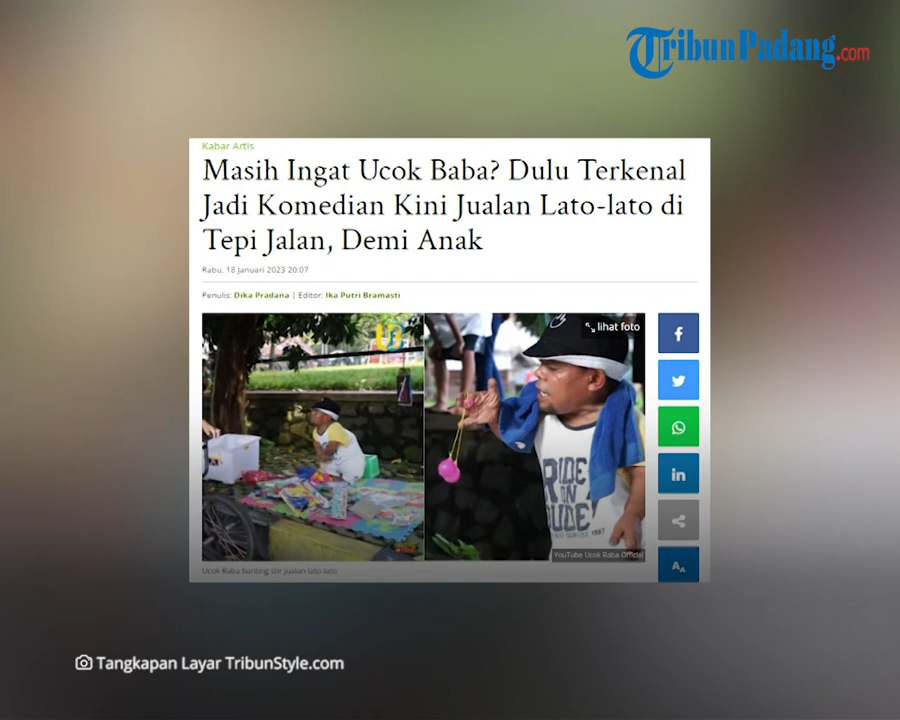 TribunPadang.com
Kabar Artis
Masih Ingat Ucok Baba? Dulu Terkenal
Jadi Komedian Kini Jualan Lato-lato di
Tepi Jalan, Demi Anak
Rabu, 18 Januari 2023 20:07
Penulis: Dika Pradana | Editor: Ika Putri Bramasti
lihat foto
UB
RIDE
ON
DUDE
YouTube Ucok Baba Official
Ucok Baba banting stir jualan lato-lato
AA
Tangkapan Layar TribunStyle.com